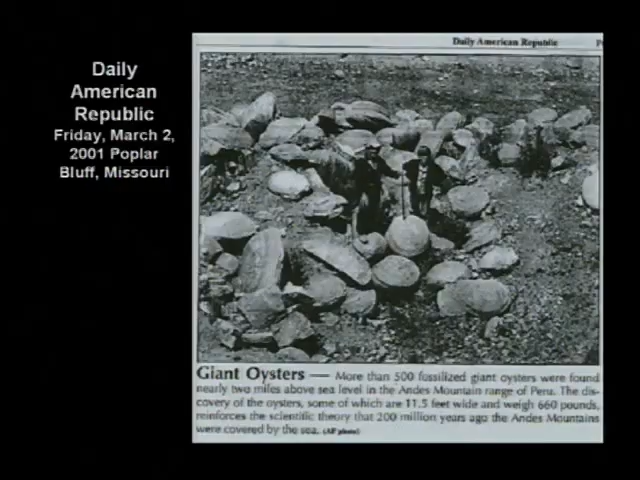 Daily
American
Republic
Friday, March 2,
2001 Poplar
Bluff, Missouri
Daily American Republic
Giant Oysters — More than 500 fossilized giant oysters were found
nearly two miles above sea level in the Andes Mountain range of Peru. The dis-
covery of the oysters, some of which are 11.5 feet wide and weigh 660 pounds,
reinforces the scientific theory that 200 million years ago the Andes Mountains
were covered by the sea. (AP photo)